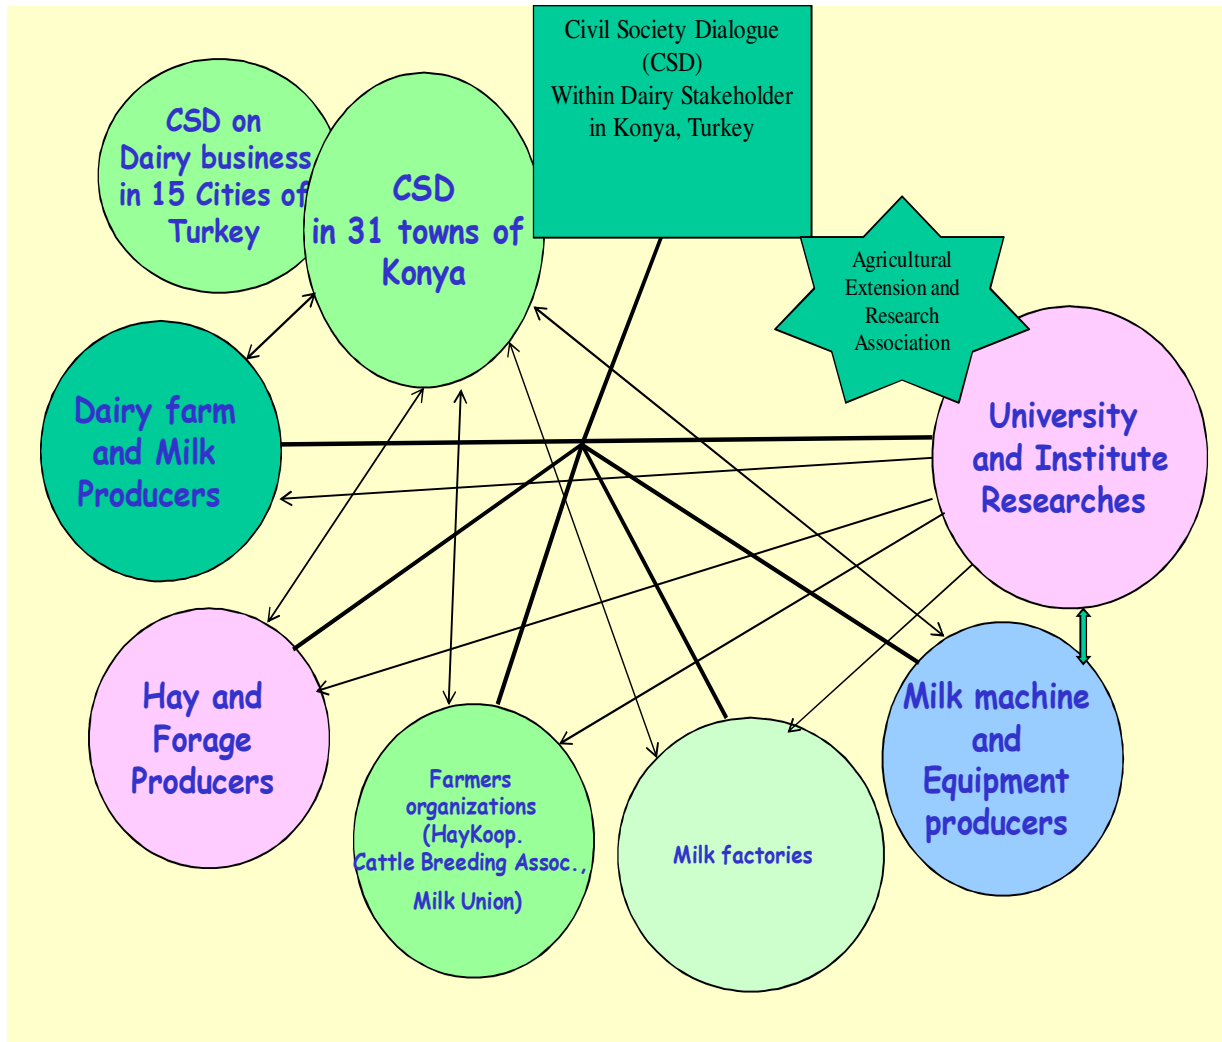 Civil Society Dialogue
(CSD)
Within Dairy Stakeholder
in Konya, Turkey
CSD on
Dairy business
in 15 Cities of
Turkey
CSD
in 31 towns of
Konya
Agricultural
Extension and
Research
Association
Dairy farm
and Milk
Producers
University
and Institute
Researches
Hay and
Forage
Producers
Farmers
organizations
(HayKoop.
Cattle Breeding Assoc.,
Milk Union)
Milk factories
Milk machine
and
Equipment
producers